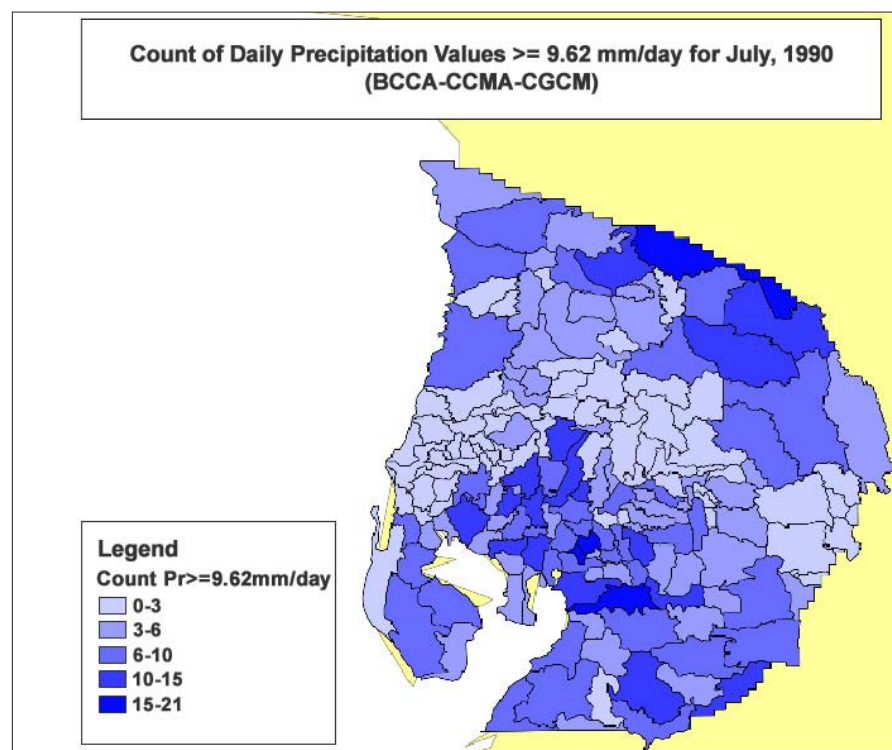 Count of Daily Precipitation Values >= 9.62 mm/day for July, 1990
(BCCA-CCMA-CGCM)
Legend
Count Pr>=9.62mm/day
0-3
3-6
6-10
10-15
15-21